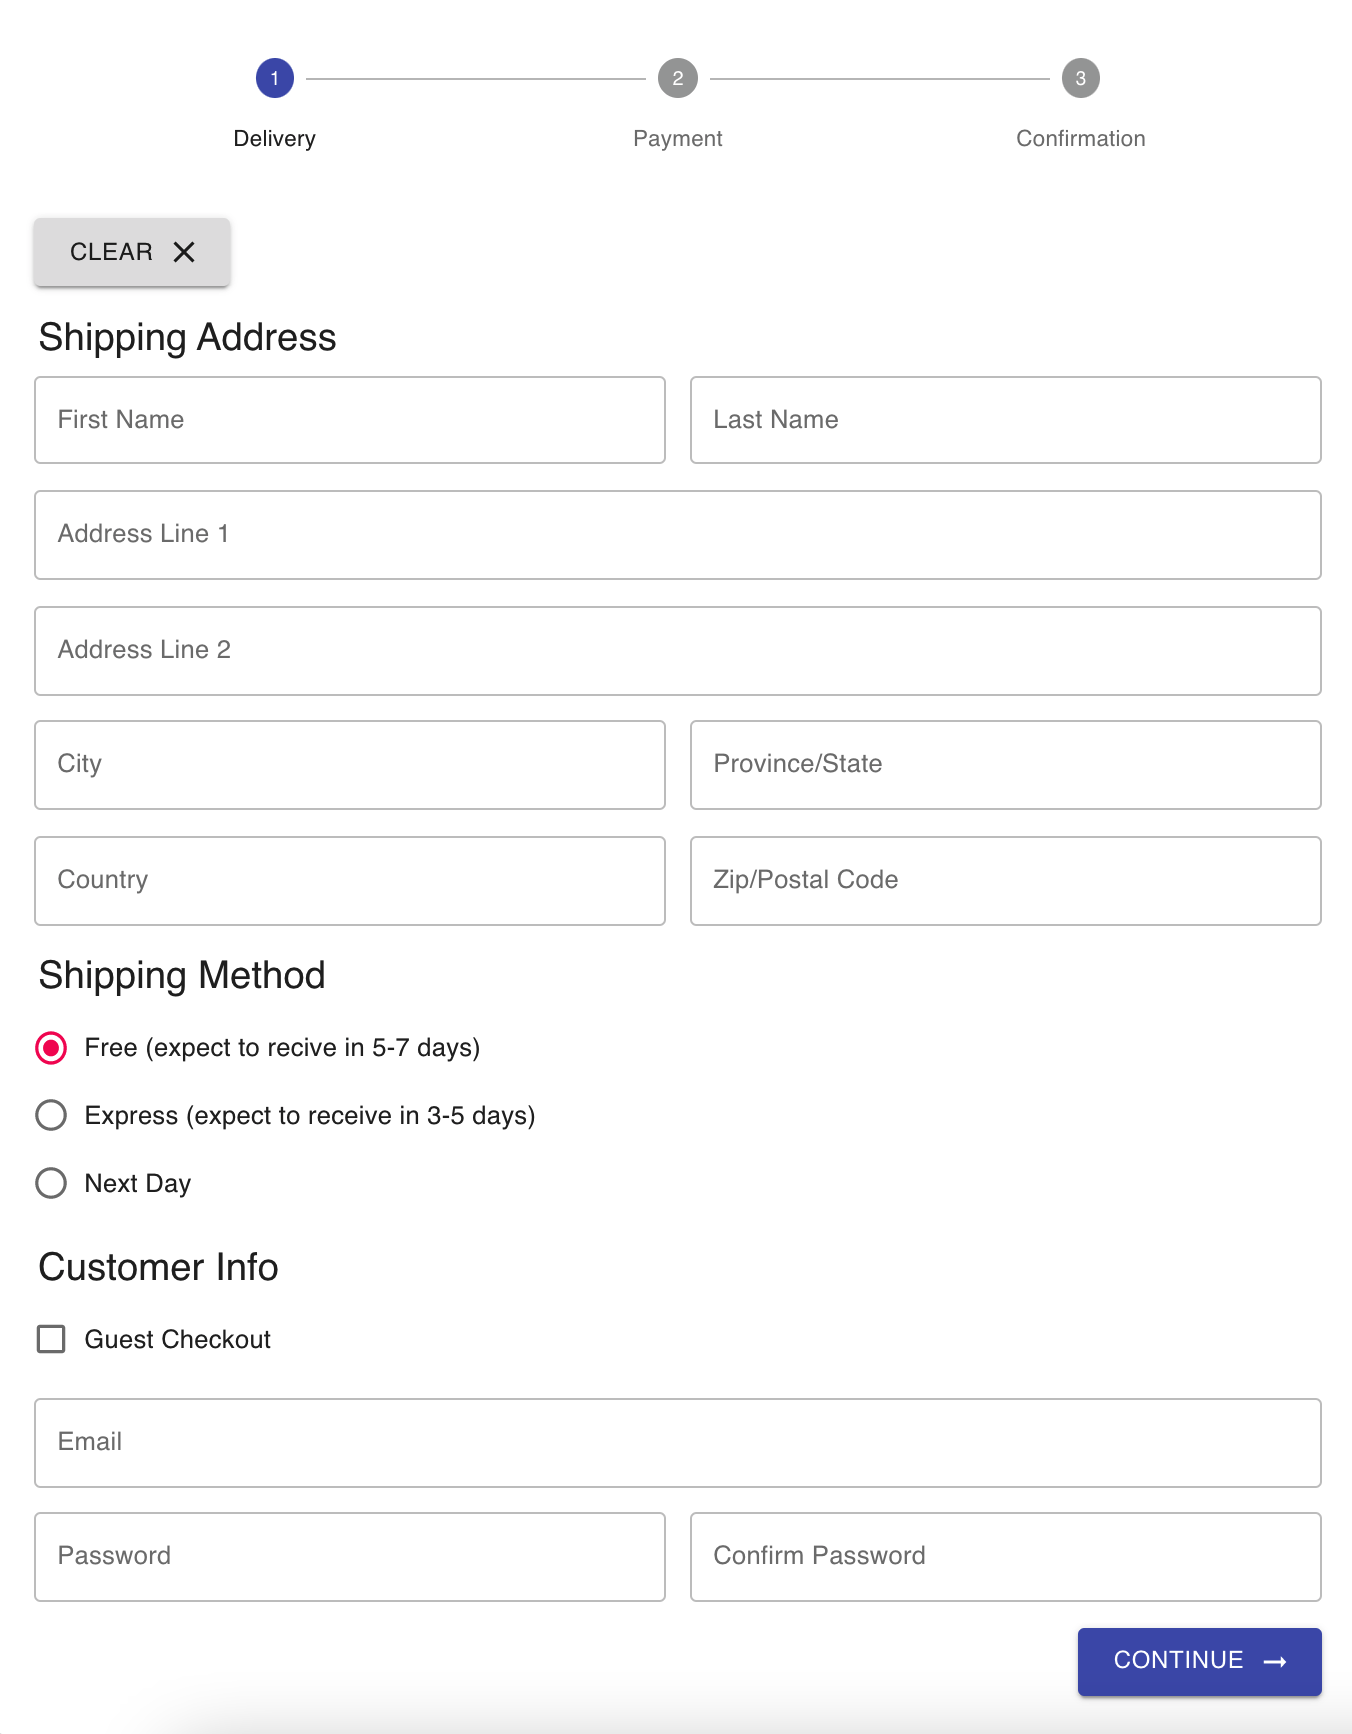 1
2
3
Delivery
Payment
Confirmation
CLEAR
Shipping Address
First Name
Last Name
Address Line 1
Address Line 2
City
Province/State
Country
Zip/Postal Code
Shipping Method
Free (expect to recive in 5-7 days)
Express (expect to receive in 3-5 days)
Next Day
Customer Info
Guest Checkout
Email
Password
Confirm Password
CONTINUE →